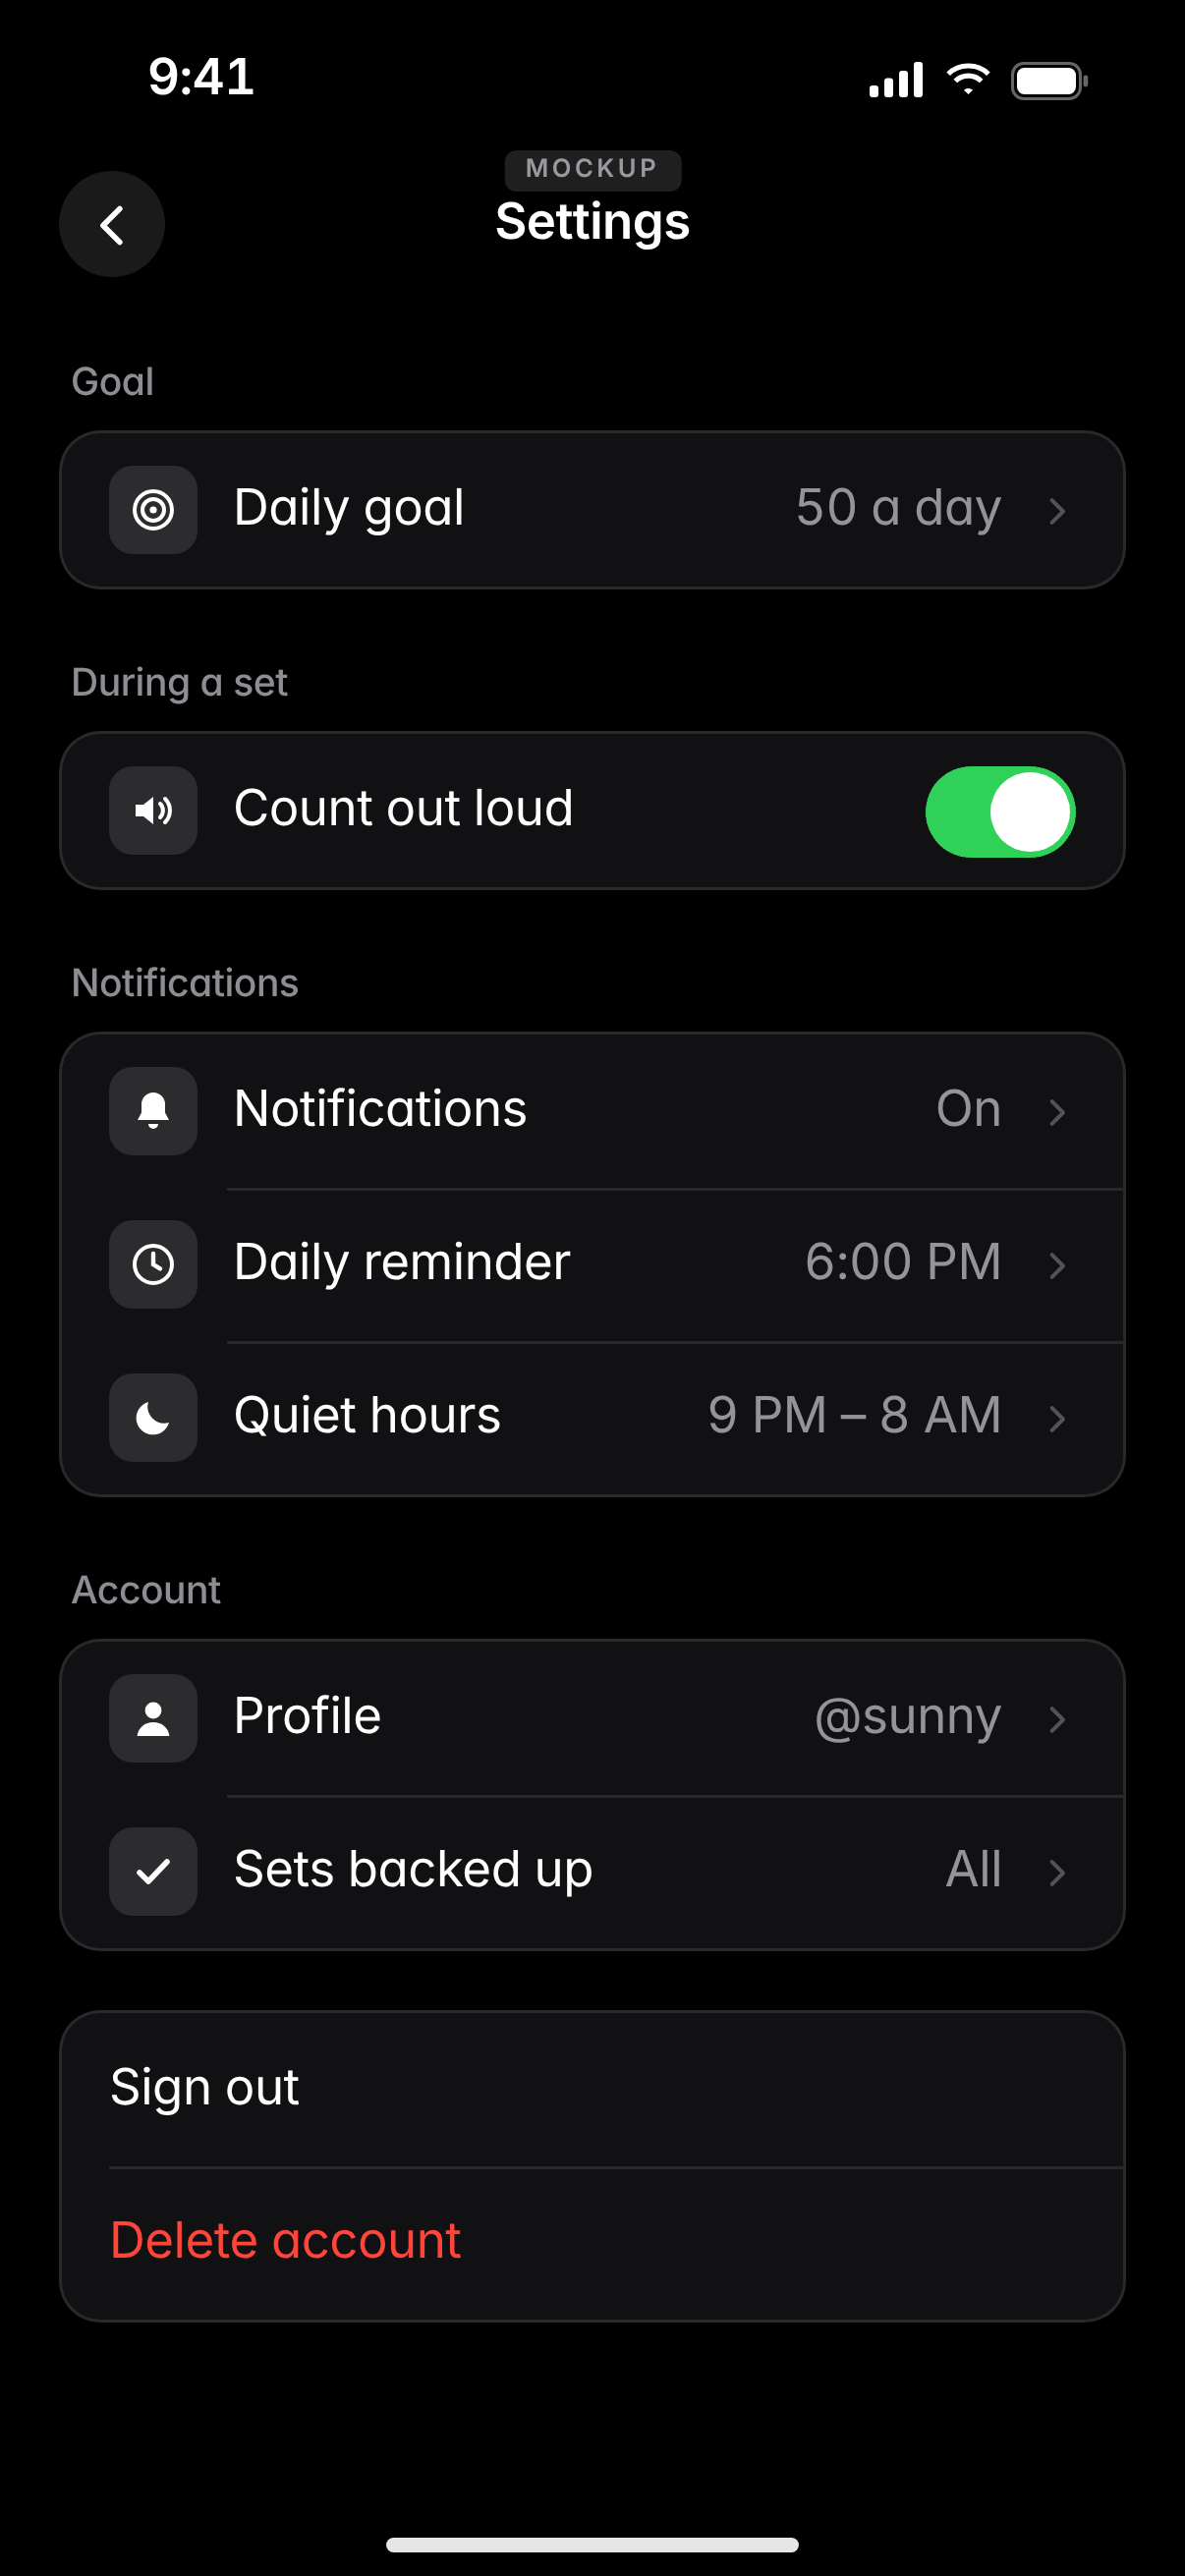 9:41
MOCKUP
Settings
Goal
Daily goal 50 a day
During a set
Count out loud
Notifications
Notifications On
Daily reminder 6:00 PM
Quiet hours 9 PM – 8 AM
Account
Profile @sunny
Sets backed up All
Sign out
Delete account